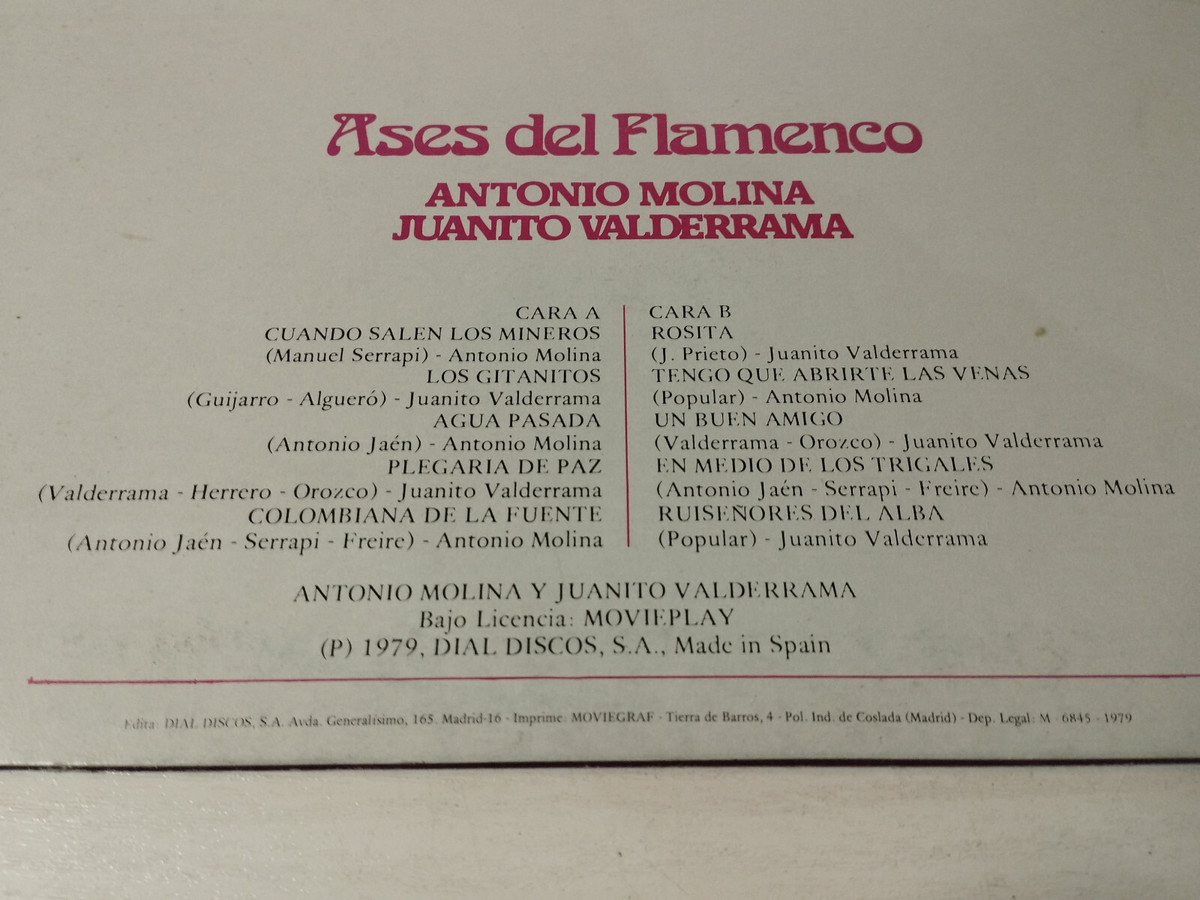 Ases del Flamenco
ANTONIO MOLINA
JUANITO VALDERRAMA
CARA A
CUANDO SALEN LOS MINEROS
(Manuel Serrapi) - Antonio Molina
LOS GITANITOS
(Guijarro - Algueró) - Juanito Valderrama
AGUA PASADA
(Antonio Jaén) - Antonio Molina
PLEGARIA DE PAZ
(Valderrama - Herrero - Orozco) - Juanito Valderrama
COLOMBIANA DE LA FUENTE
(Antonio Jaén - Serrapi - Freire) - Antonio Molina
CARA B
ROSITA
(J. Prieto) - Juanito Valderrama
TENGO QUE ABRIRTE LAS VENAS
(Popular) - Antonio Molina
UN BUEN AMIGO
(Valderrama - Orozco) - Juanito Valderrama
EN MEDIO DE LOS TRIGALES
(Antonio Jaén - Serrapi - Freire) - Antonio Molina
RUISEÑORES DEL ALBA
(Popular) - Juanito Valderrama
ANTONIO MOLINA Y JUANITO VALDERRAMA
Bajo Licencia: MOVIEPLAY
(P) 1979, DIAL DISCOS, S.A., Made in Spain
Edita: DIAL DISCOS, S.A. Avda. Generalísimo, 165. Madrid-16 - Imprime: MOVIEGRAF - Tierra de Barros, 4 - Pol. Ind. de Coslada (Madrid) - Dep. Legal: M - 6845 - 1979